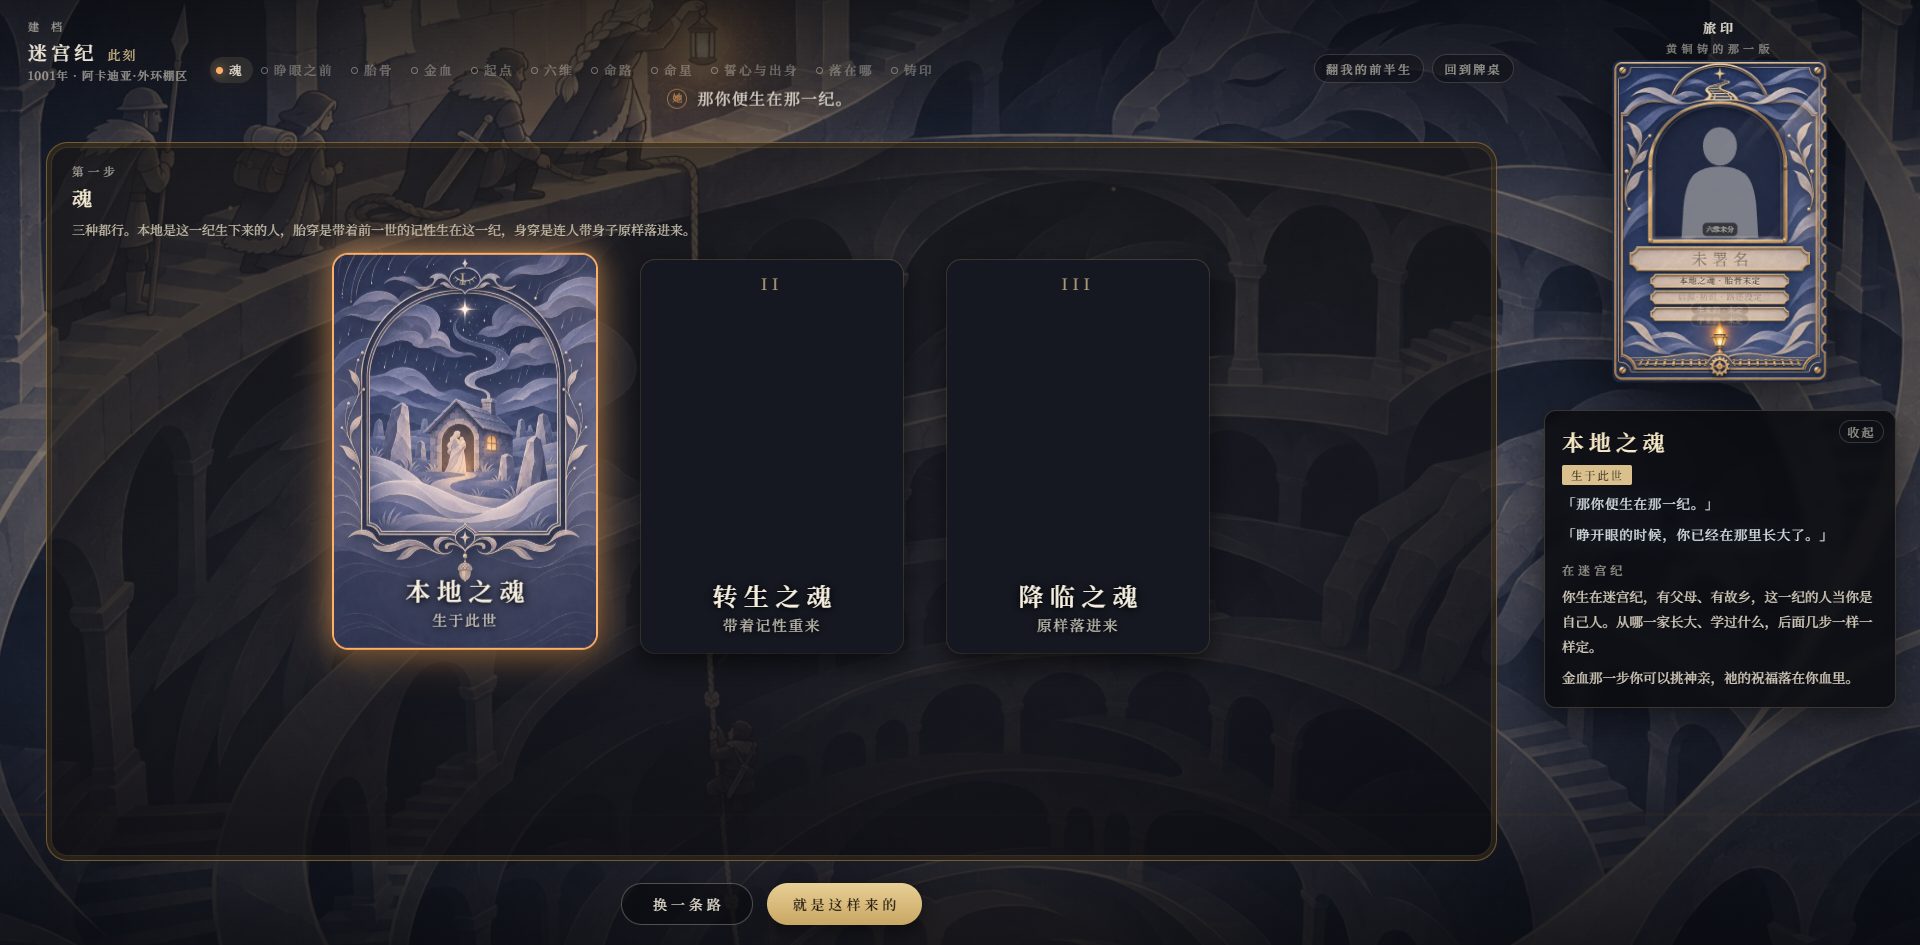 建档
迷宫纪 此刻
1001年 · 阿卡迪亚·外环棚区
魂 睁眼之前 胎骨 金血 起点 六维 命路 命星 誓心与出身 落在哪 铸印
那你便生在那一纪。
翻我的前半生 回到牌桌
旅印
黄铜铸的那一版
六维未分
未署名
本地之魂 · 胎骨未定
第一步
魂
三种都行。本地是这一纪生下来的人，胎穿是带着前一世的记性生在这一纪，身穿是连人带身子原样落进来。
I
本地之魂
生于此世
II
转生之魂
带着记性重来
III
降临之魂
原样落进来
收起
本地之魂
生于此世
「那你便生在那一纪。」
「睁开眼的时候，你已经在那里长大了。」
在迷宫纪
你生在迷宫纪，有父母、有故乡，这一纪的人当你是
自己人。从哪一家长大、学过什么，后面几步一样一
样定。
金血那一步你可以挑神亲，祂的祝福落在你血里。
换一条路 就是这样来的